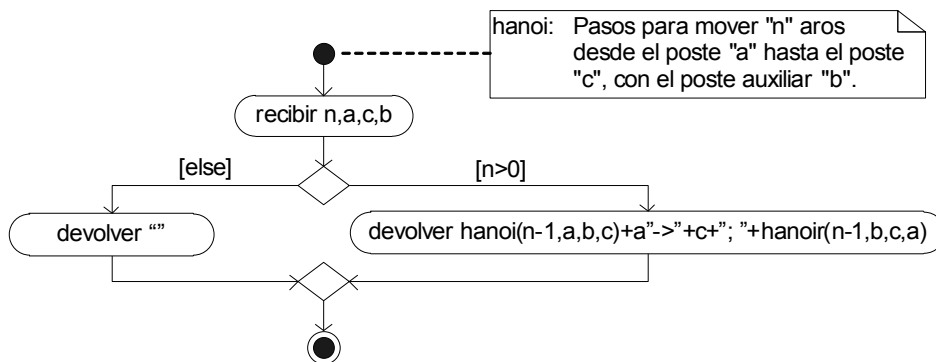 hanoi: Pasos para mover "n" aros
desde el poste "a" hasta el poste
"c", con el poste auxiliar "b".
recibir n,a,c,b
[else]
[n>0]
devolver “”
devolver hanoi(n-1,a,b,c)+a”->”+c+”; ”+hanoir(n-1,b,c,a)